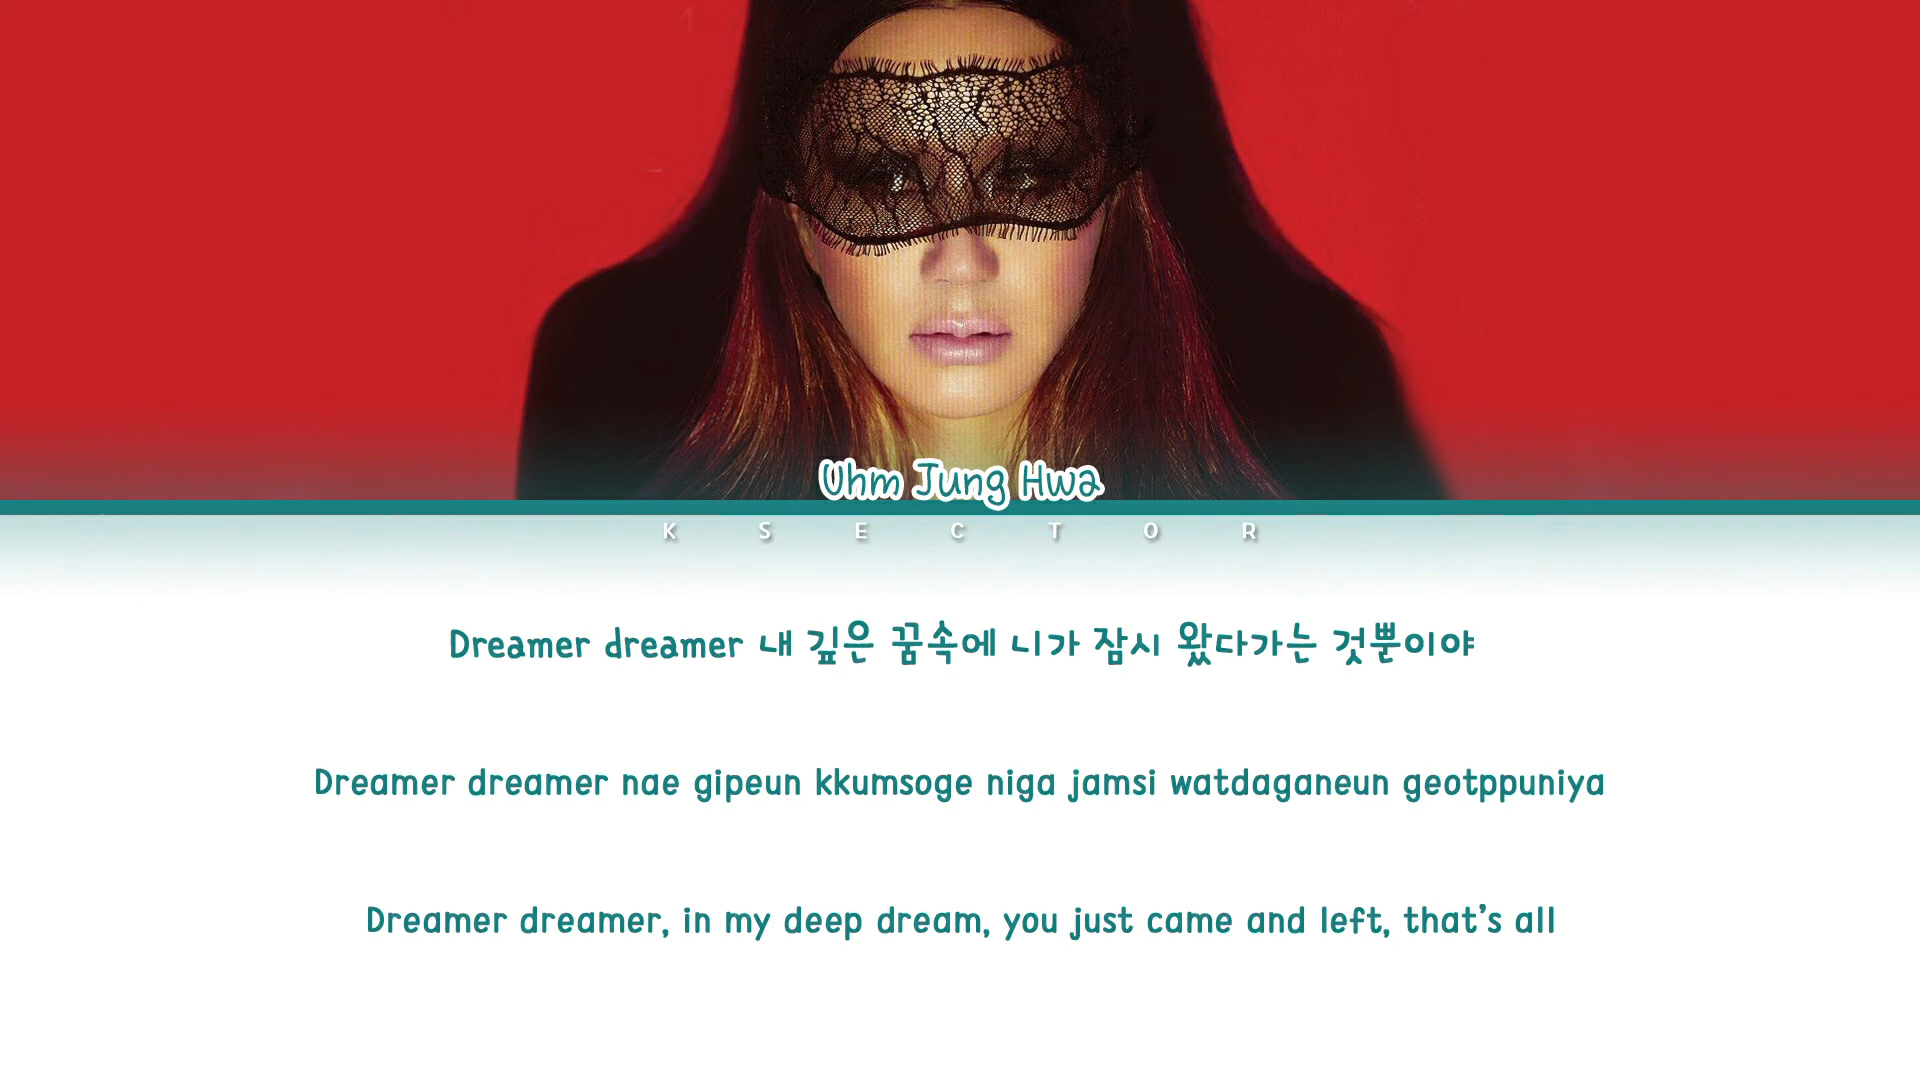 Uhm Jung Hwa
K S E C T O R
Dreamer dreamer 내 깊은 꿈속에 니가 잠시 왔다가는 것뿐이야
Dreamer dreamer nae gipeun kkumsoge niga jamsi watdaganeun geotppuniya
Dreamer dreamer, in my deep dream, you just came and left, that's all